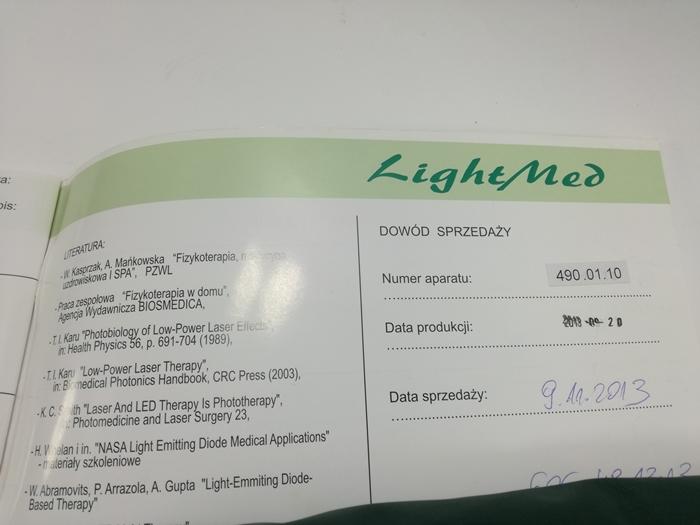 a:
pis:
LightMed
LITERATURA:
- W. Kasprzak, A. Mańkowska "Fizykoterapia,
uzdrowiskowa I SPA", PZWL
- Praca zespołowa "Fizykoterapia w domu",
Agencja Wydawnicza BIOSMEDICA,
- T. I. Karu "Photobiology of Low-Power Laser Effects",
in: Health Physics 56, p. 691-704 (1989),
- T. I. Karu "Low-Power Laser Therapy",
in: Biomedical Photonics Handbook, CRC Press (2003),
- K. C. "Laser And LED Therapy Is Phototherapy",
Photomedicine and Laser Surgery 23,
- H. Whelan i in. "NASA Light Emitting Diode Medical Applications"
- materiały szkoleniowe
- W. Abramovits, P. Arrazola, A. Gupta "Light-Emmiting Diode-
Based Therapy"
DOWÓD SPRZEDAŻY
Numer aparatu: 490.01.10
Data produkcji: 2013 20
Data sprzedaży: 9.11.2013